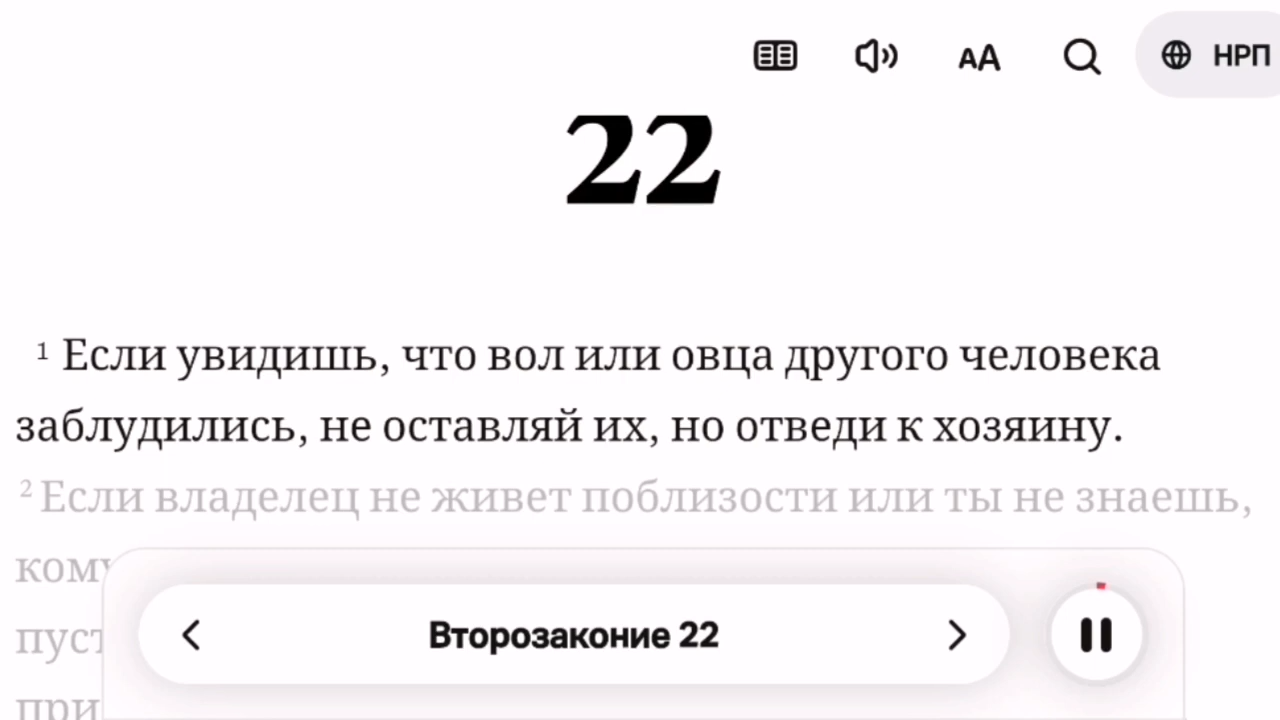 AA НРП
22
1 Если увидишь, что вол или овца другого человека
заблудились, не оставляй их, но отведи к хозяину.
2 Если владелец не живет поблизости или ты не знаешь,
Второзаконие 22